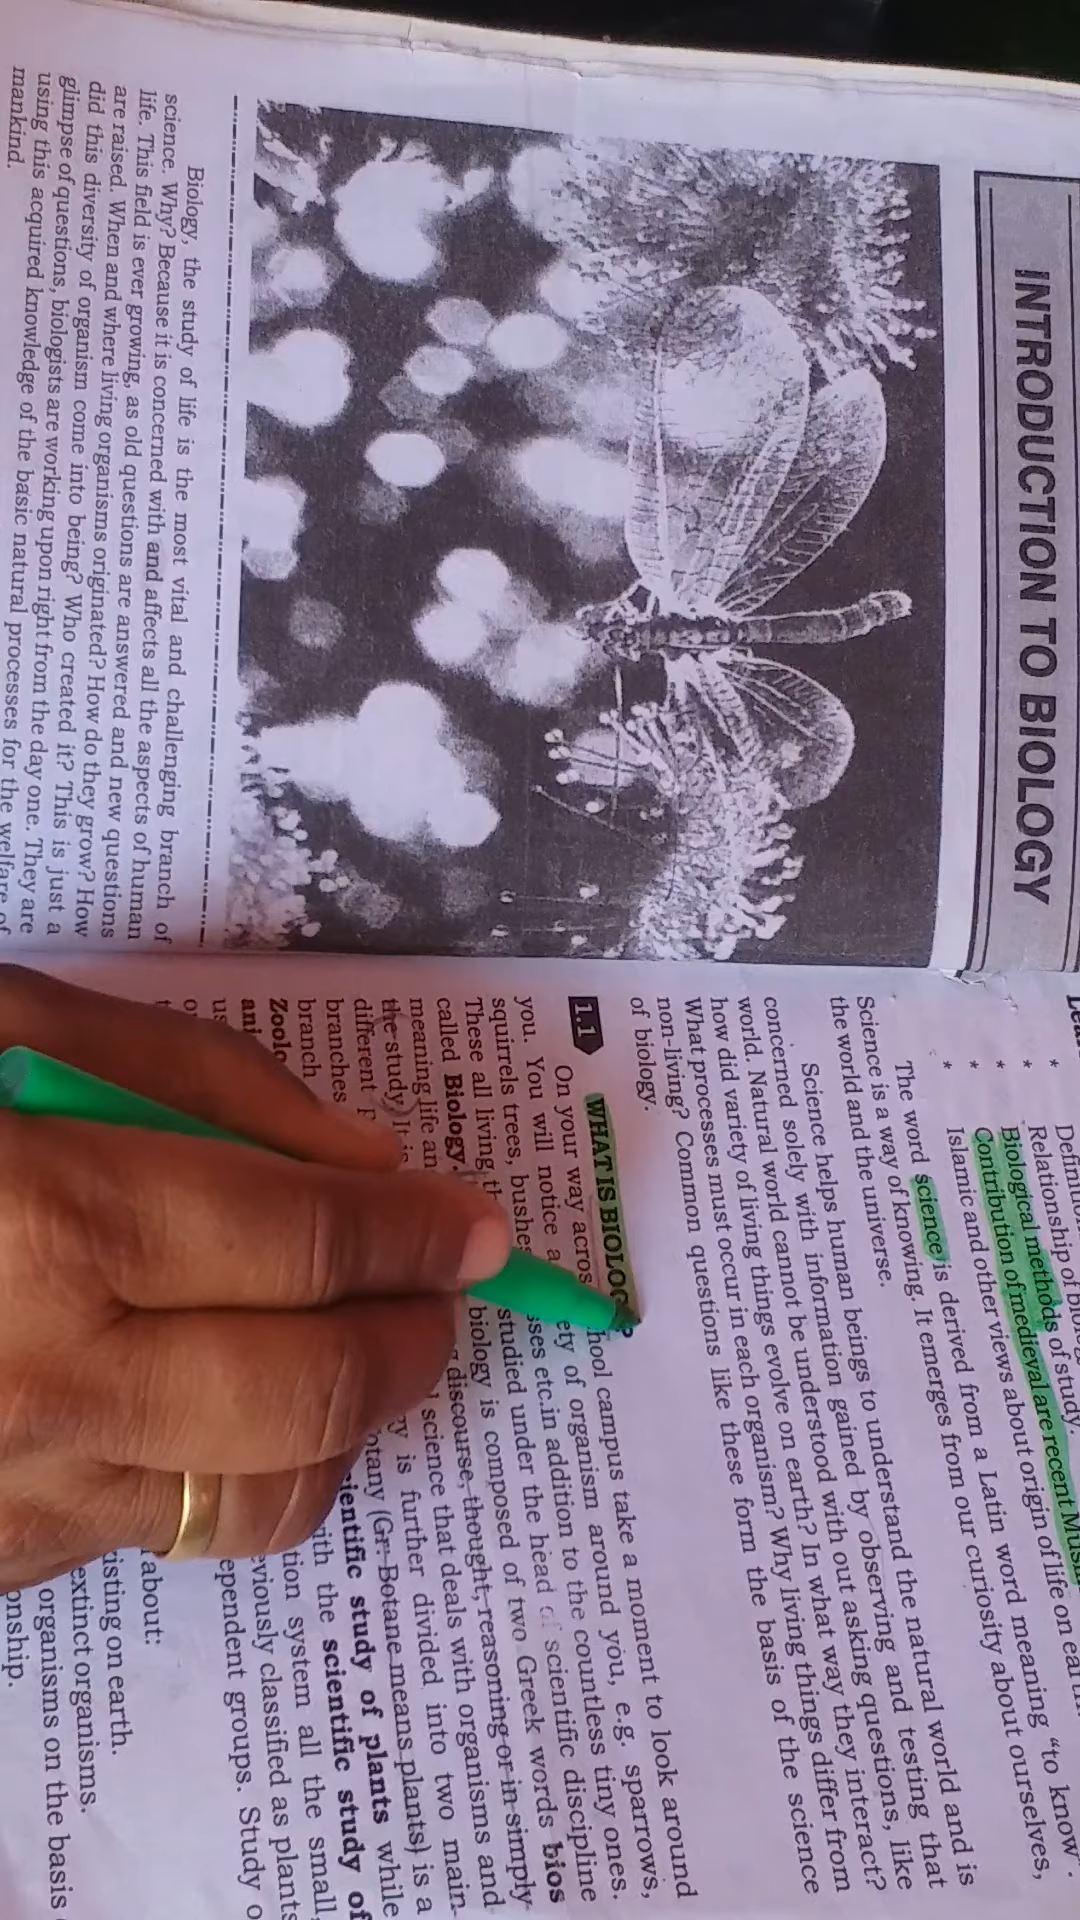 INTRODUCTION TO BIOLOGY
Biology, the study of life is the most vital and challenging branch of
science. Why? Because it is concerned with and affects all the aspects of human
life. This field is ever growing, as old questions are answered and new questions
are raised. When and where living organisms originated? How do they grow? How
did this diversity of organism come into being? Who created it? This is just a
glimpse of questions, biologists are working upon right from the day one. They are
using this acquired knowledge of the basic natural processes for the welfare of
mankind.
* 
* Relationship of
* Biological methods of study.
* Contribution of medieval are recent
* Islamic and other views about origin of life on
The word science is derived from a Latin word meaning "to know".
Science is a way of knowing. It emerges from our curiosity about ourselves,
the world and the universe.
Science helps human beings to understand the natural world and is
concerned solely with information gained by observing and testing that
world. Natural world cannot be understood with out asking questions, like
how did variety of living things evolve on earth? In what way they interact?
What processes must occur in each organism? Why living things differ from
non-living? Common questions like these form the basis of the science
of biology.
1.1 WHAT IS
On your way campus take a moment to look around
you. You will notice a of organism around you, e.g. sparrows,
squirrels trees, etc.in addition to the countless tiny ones.
These all living studied under the head of scientific discipline
called Biology. biology is composed of two Greek words bios
meaning life discourse, thought, reasoning or in simply
the study. science that deals with organisms and
different is further divided into two main-
branches (Gr. Botane means plants) is a
branch study of plants while
with the scientific study of
system all the small,
classified as plants
groups. Study
about:
on earth.
extinct organisms.
organisms on the basis